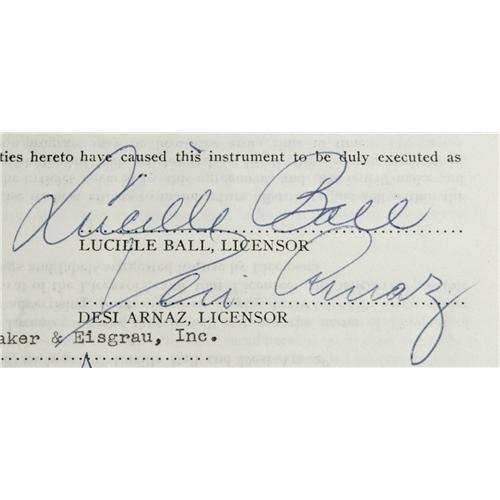 ties hereto have caused this instrument to be duly executed as
Lucille Ball
LUCILLE BALL, LICENSOR
Desi Arnaz
DESI ARNAZ, LICENSOR
aker & Eisgrau, Inc.